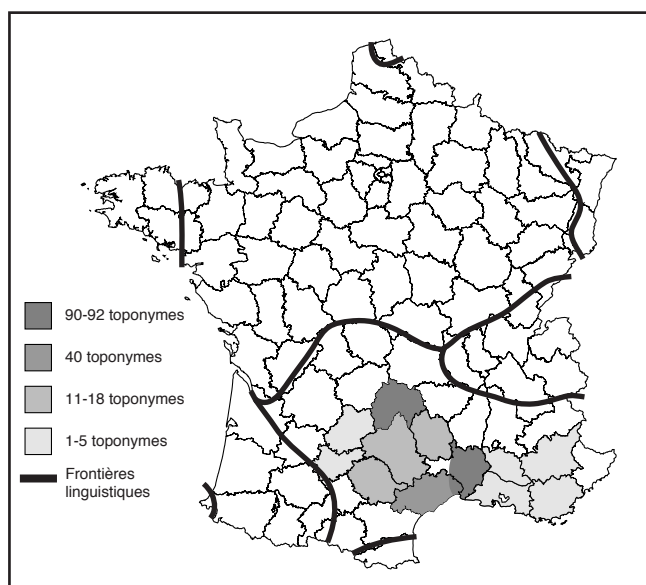 90-92 toponymes
40 toponymes
11-18 toponymes
1-5 toponymes
Frontières
linguistiques